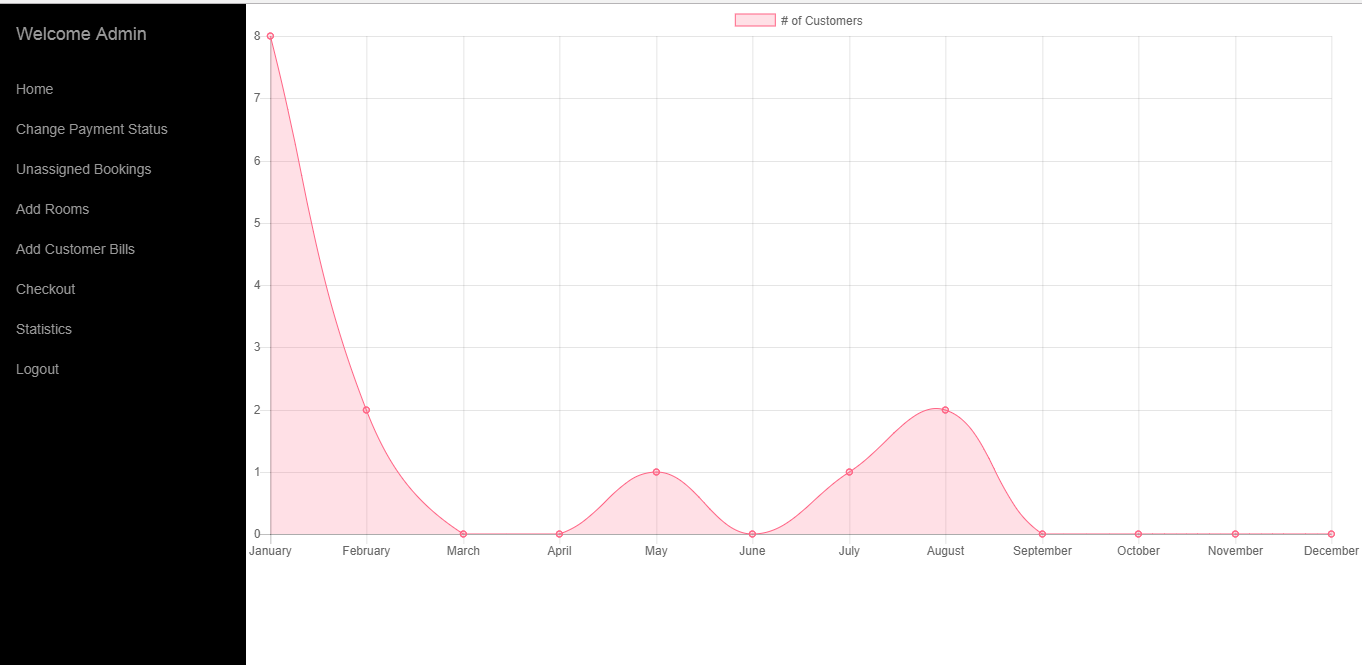 Welcome Admin
Home
Change Payment Status
Unassigned Bookings
Add Rooms
Add Customer Bills
Checkout
Statistics
Logout
# of Customers
8
7
6
5
4
3
2
1
0
January February March April May June July August September October November December